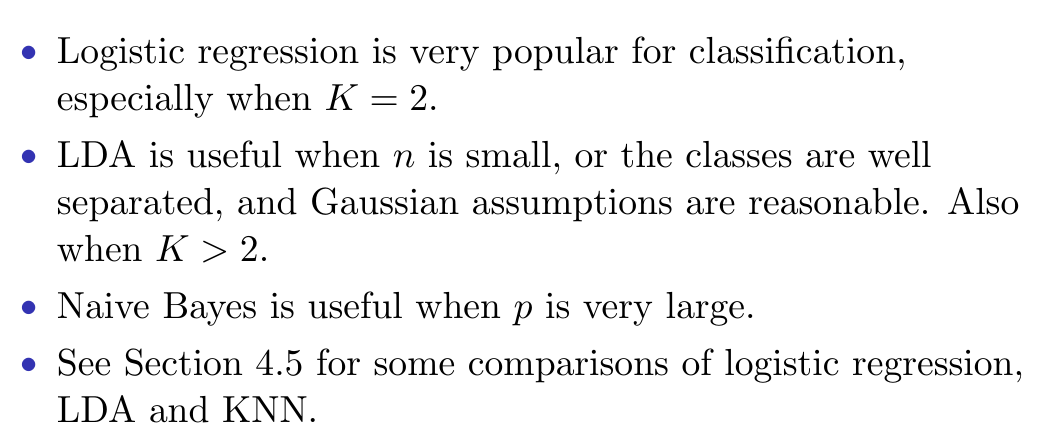 • Logistic regression is very popular for classification,
especially when K = 2.
• LDA is useful when n is small, or the classes are well
separated, and Gaussian assumptions are reasonable. Also
when K > 2.
• Naive Bayes is useful when p is very large.
• See Section 4.5 for some comparisons of logistic regression,
LDA and KNN.